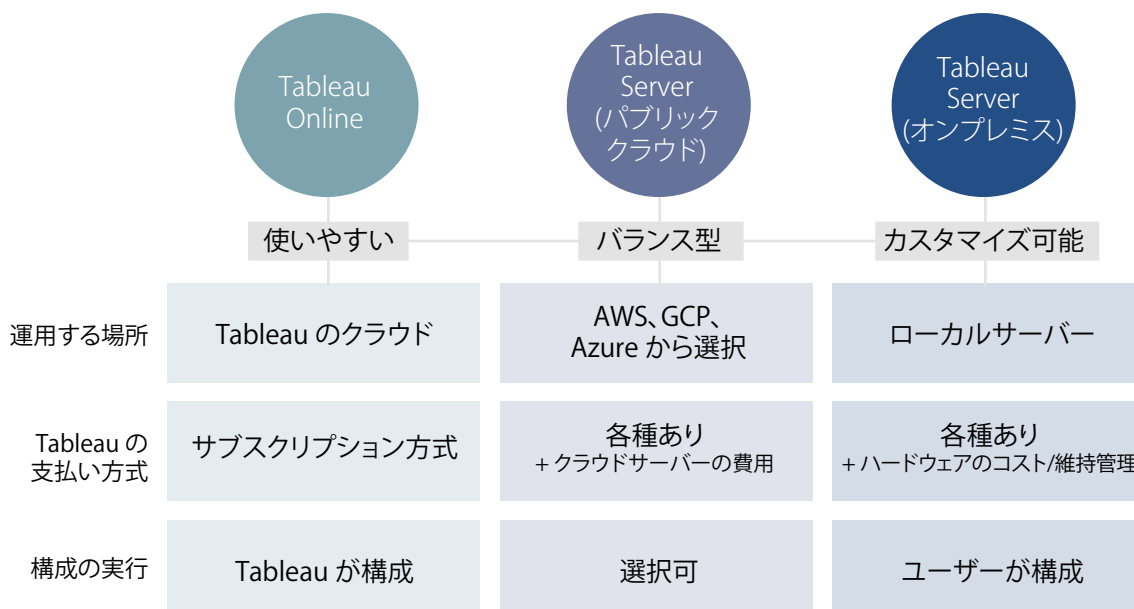 Tableau
Online
Tableau
Server
(パブリック
クラウド)
Tableau
Server
(オンプレミス)
使いやすい
バランス型
カスタマイズ可能
運用する場所
Tableau のクラウド
AWS、GCP、
Azure から選択
ローカルサーバー
Tableau の
支払い方式
サブスクリプション方式
各種あり
+ クラウドサーバーの費用
各種あり
+ ハードウェアのコスト/維持管理
構成の実行
Tableau が構成
選択可
ユーザーが構成